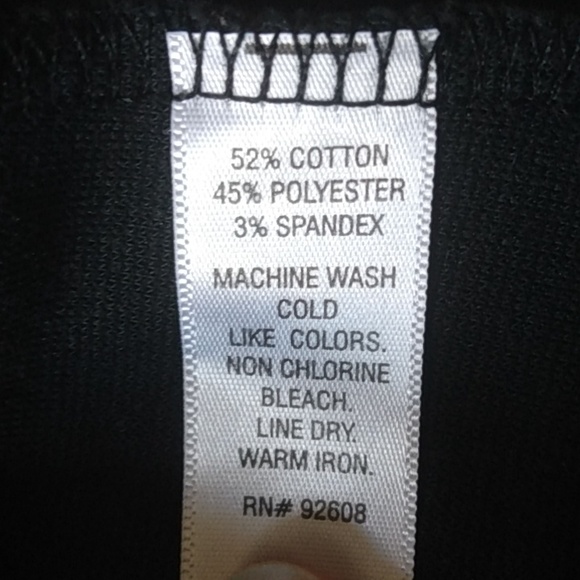 52% COTTON
45% POLYESTER
3% SPANDEX
MACHINE WASH
COLD
LIKE COLORS.
NON CHLORINE
BLEACH.
LINE DRY.
WARM IRON.
RN# 92608